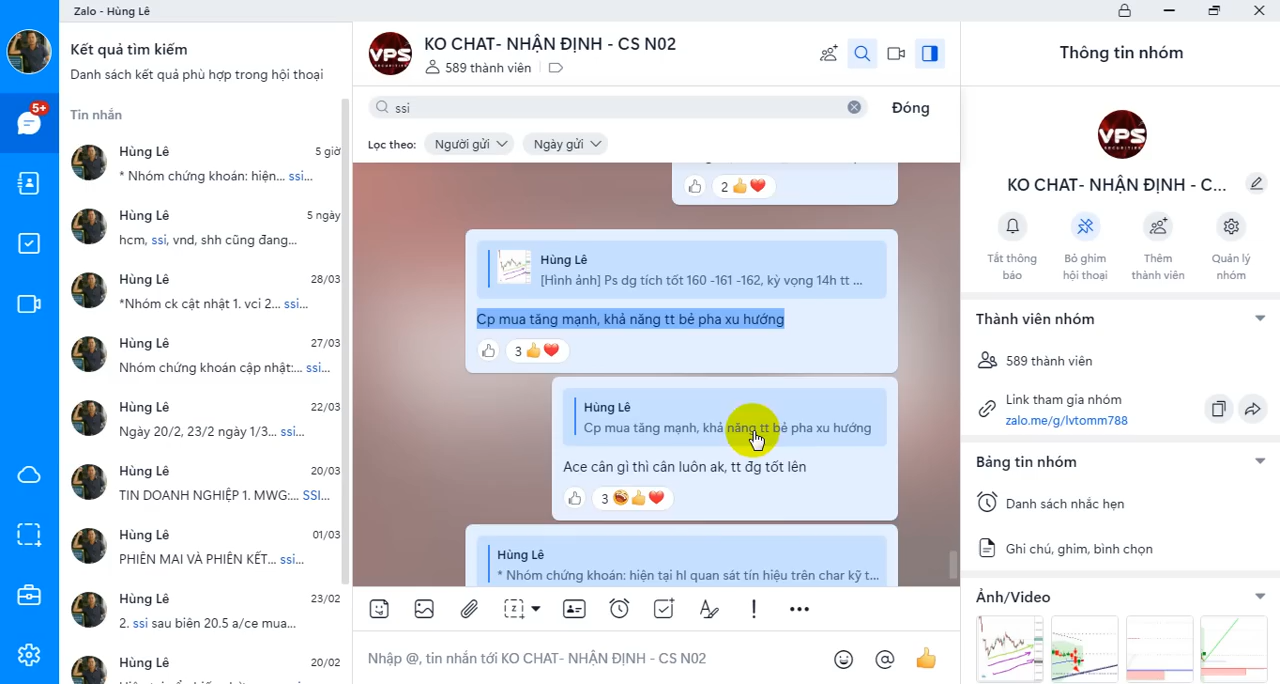 Zalo - Hùng Lê
5+
Kết quả tìm kiếm
Danh sách kết quả phù hợp trong hội thoại
Tin nhắn
Hùng Lê
5 giờ
* Nhóm chứng khoán: hiện... ssi...
Hùng Lê
5 ngày
hcm, ssi, vnd, shh cũng đang...
Hùng Lê
28/03
*Nhóm ck cật nhật 1. vci 2... ssi...
Hùng Lê
27/03
Nhóm chứng khoán cập nhật:... ssi...
Hùng Lê
22/03
Ngày 20/2, 23/2 ngày 1/3... ssi...
Hùng Lê
20/03
TIN DOANH NGHIỆP 1. MWG:... SSI...
Hùng Lê
01/03
PHIÊN MAI VÀ PHIÊN KẾT... ssi...
Hùng Lê
23/02
2. ssi sau biên 20.5 a/ce mua...
Hùng Lê
20/02
VPS
SECURITIES
KO CHAT- NHẬN ĐỊNH - CS N02
589 thành viên
ssi
Đóng
Lọc theo:
Người gửi
Ngày gửi
2
Hùng Lê
[Hình ảnh] Ps dg tích tốt 160 -161 -162, kỳ vọng 14h tt ...
Cp mua tăng mạnh, khả năng tt bẻ pha xu hướng
3
Hùng Lê
Cp mua tăng mạnh, khả năng tt bẻ pha xu hướng
Ace cân gì thì cân luôn ak, tt đg tốt lên
3
Hùng Lê
* Nhóm chứng khoán: hiện tại hl quan sát tín hiệu trên char kỹ t...
Nhập @, tin nhắn tới KO CHAT- NHẬN ĐỊNH - CS N02
Thông tin nhóm
VPS
SECURITIES
KO CHAT- NHẬN ĐỊNH - C...
Tắt thông báo
Bỏ ghim hội thoại
Thêm thành viên
Quản lý nhóm
Thành viên nhóm
589 thành viên
Link tham gia nhóm
zalo.me/g/lvtomm788
Bảng tin nhóm
Danh sách nhắc hẹn
Ghi chú, ghim, bình chọn
Ảnh/Video